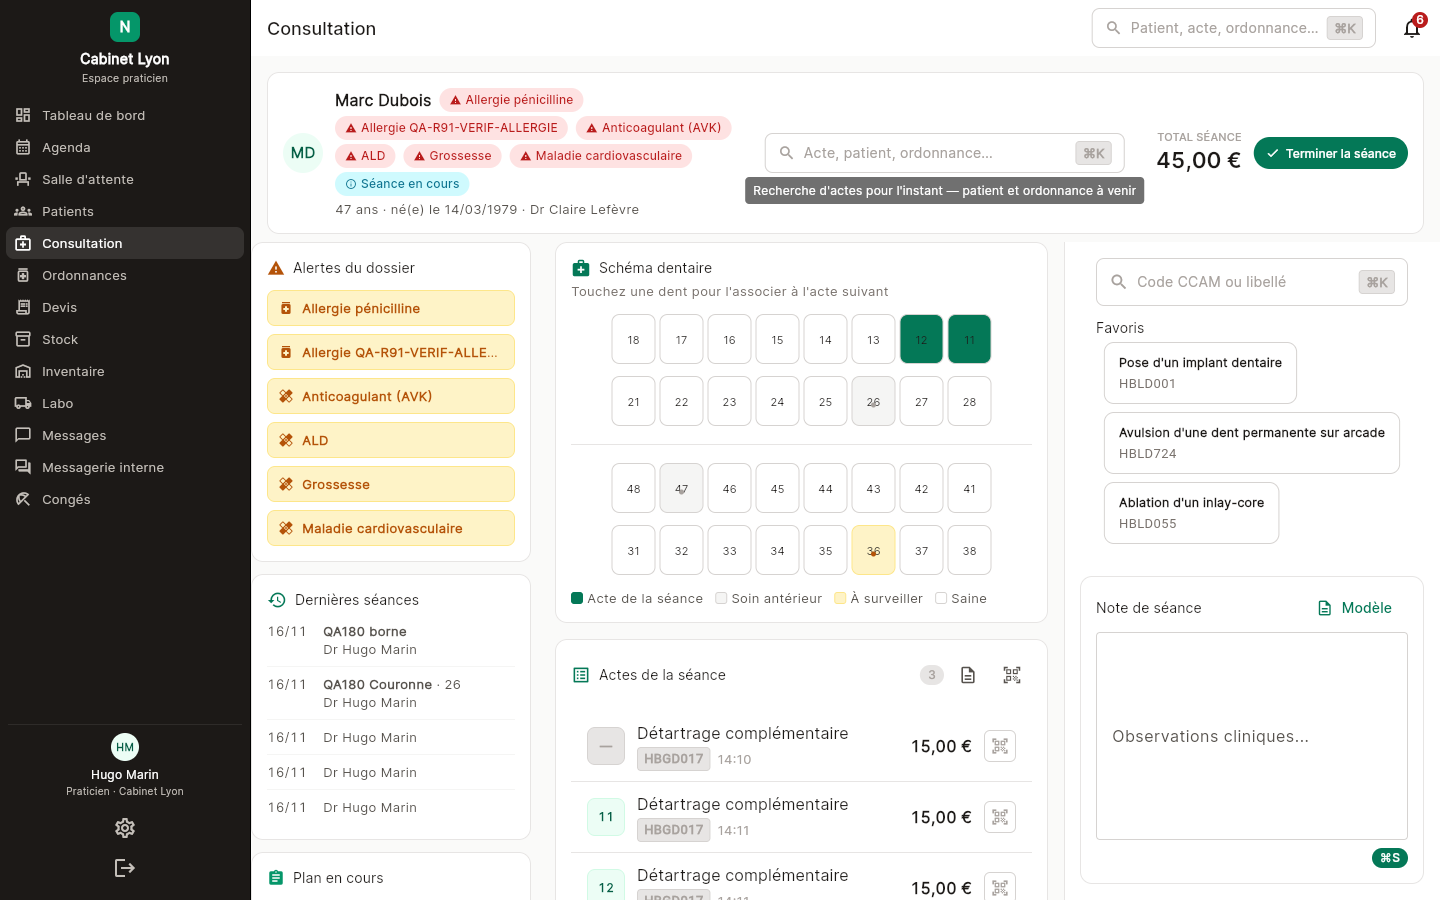 N
Cabinet Lyon
Espace praticien
Tableau de bord
Agenda
Salle d'attente
Patients
Consultation
Ordonnances
Devis
Stock
Inventaire
Labo
Messages
Messagerie interne
Congés
HM
Hugo Marin
Praticien · Cabinet Lyon
Consultation
Patient, acte, ordonnance... ⌘K
6
MD
Marc Dubois
Allergie pénicilline
Allergie QA-R91-VERIF-ALLERGIE
Anticoagulant (AVK)
ALD
Grossesse
Maladie cardiovasculaire
Séance en cours
47 ans · né(e) le 14/03/1979 · Dr Claire Lefèvre
Acte, patient, ordonnance... ⌘K
Recherche d'actes pour l'instant — patient et ordonnance à venir
TOTAL SÉANCE
45,00 €
Terminer la séance
Alertes du dossier
Allergie pénicilline
Allergie QA-R91-VERIF-ALLE...
Anticoagulant (AVK)
ALD
Grossesse
Maladie cardiovasculaire
Dernières séances
16/11 QA180 borne
Dr Hugo Marin
16/11 QA180 Couronne · 26
Dr Hugo Marin
16/11 Dr Hugo Marin
16/11 Dr Hugo Marin
16/11 Dr Hugo Marin
Plan en cours
Schéma dentaire
Touchez une dent pour l'associer à l'acte suivant
18 17 16 15 14 13 12 11
21 22 23 24 25 26 27 28
48 47 46 45 44 43 42 41
31 32 33 34 35 36 37 38
Acte de la séance Soin antérieur À surveiller Saine
Actes de la séance 3
— Détartrage complémentaire
HBGD017 14:10
15,00 €
11 Détartrage complémentaire
HBGD017 14:11
15,00 €
12 Détartrage complémentaire
HBGD017 14:11
15,00 €
Code CCAM ou libellé ⌘K
Favoris
Pose d'un implant dentaire
HBLD001
Avulsion d'une dent permanente sur arcade
HBLD724
Ablation d'un inlay-core
HBLD055
Note de séance
Modèle
Observations cliniques...
⌘S